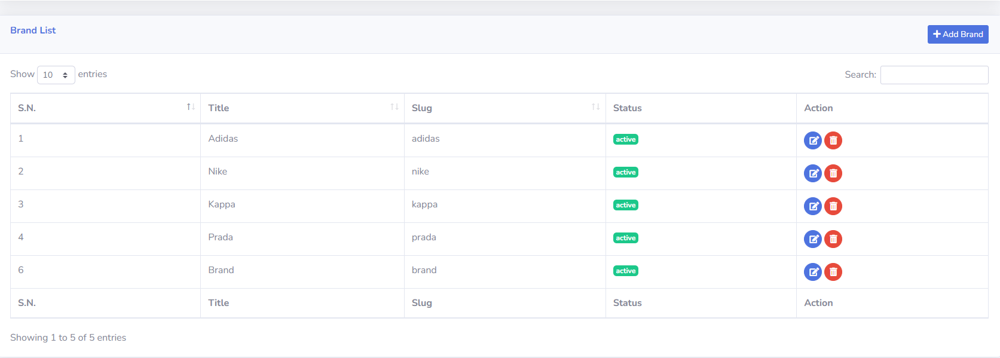 Brand List
Add Brand
Show 10 entries
Search:
S.N. Title Slug Status Action
1 Adidas adidas active
2 Nike nike active
3 Kappa kappa active
4 Prada prada active
6 Brand brand active
S.N. Title Slug Status Action
Showing 1 to 5 of 5 entries